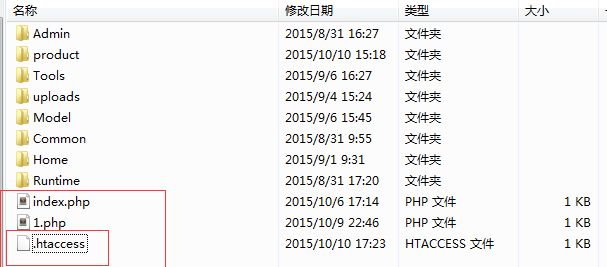 名称 修改日期 类型 大小
Admin 2015/8/31 16:27 文件夹
product 2015/10/10 15:18 文件夹
Tools 2015/9/6 16:27 文件夹
uploads 2015/9/4 15:24 文件夹
Model 2015/9/6 15:45 文件夹
Common 2015/8/31 9:55 文件夹
Home 2015/9/1 9:31 文件夹
Runtime 2015/8/31 17:20 文件夹
index.php 2015/10/6 17:14 PHP 文件 1 KB
1.php 2015/10/9 22:46 PHP 文件 1 KB
.htaccess 2015/10/10 17:23 HTACCESS 文件 1 KB